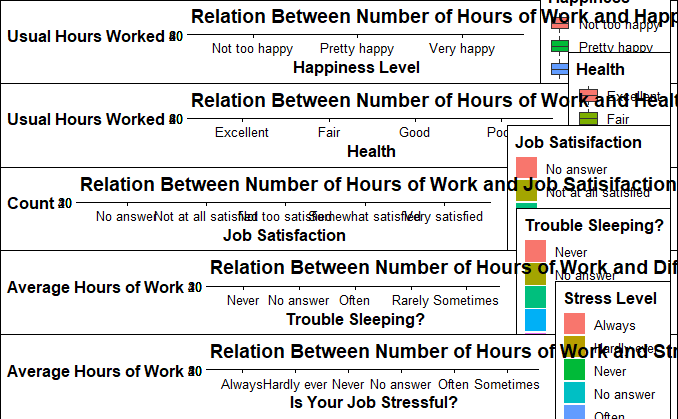 Relation Between Number of Hours of Work and Happ
Happiness
Usual Hours Worked
Not too happy
Pretty happy
Not too happy Pretty happy Very happy
Happiness Level
Health
Relation Between Number of Hours of Work and Healt
Excellent
Usual Hours Worked
Fair
Excellent Fair Good Poo
Health
Job Satisifaction
No answer
Relation Between Number of Hours of Work and Job Satisifaction
Not at all satisfied
Count
No answer Not at all satisfied Not too satisfied Somewhat satisfied Very satisfied
Job Satisfaction
Trouble Sleeping?
Never
Relation Between Number of Hours of Work and Dif
No answer
Average Hours of Work
Never No answer Often Rarely Sometimes
Trouble Sleeping?
Stress Level
Always
Relation Between Number of Hours of Work and Str
Hardly ever
Average Hours of Work
Never
Always Hardly ever Never No answer Often Sometimes
No answer
Is Your Job Stressful?
Often